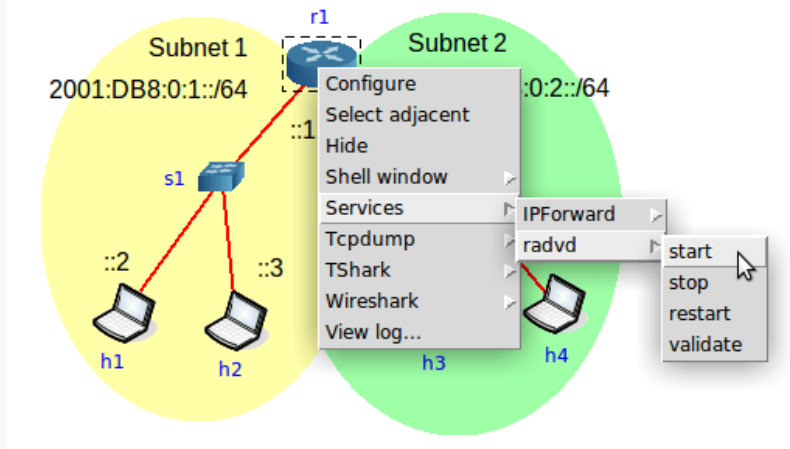 r1
Subnet 1
Subnet 2
2001:DB8:0:1::/64
:0:2::/64
::1
s1
::2
::3
h1
h2
h3
h4
Configure
Select adjacent
Hide
Shell window
Services
Tcpdump
TShark
Wireshark
View log...
IPForward
radvd
start
stop
restart
validate